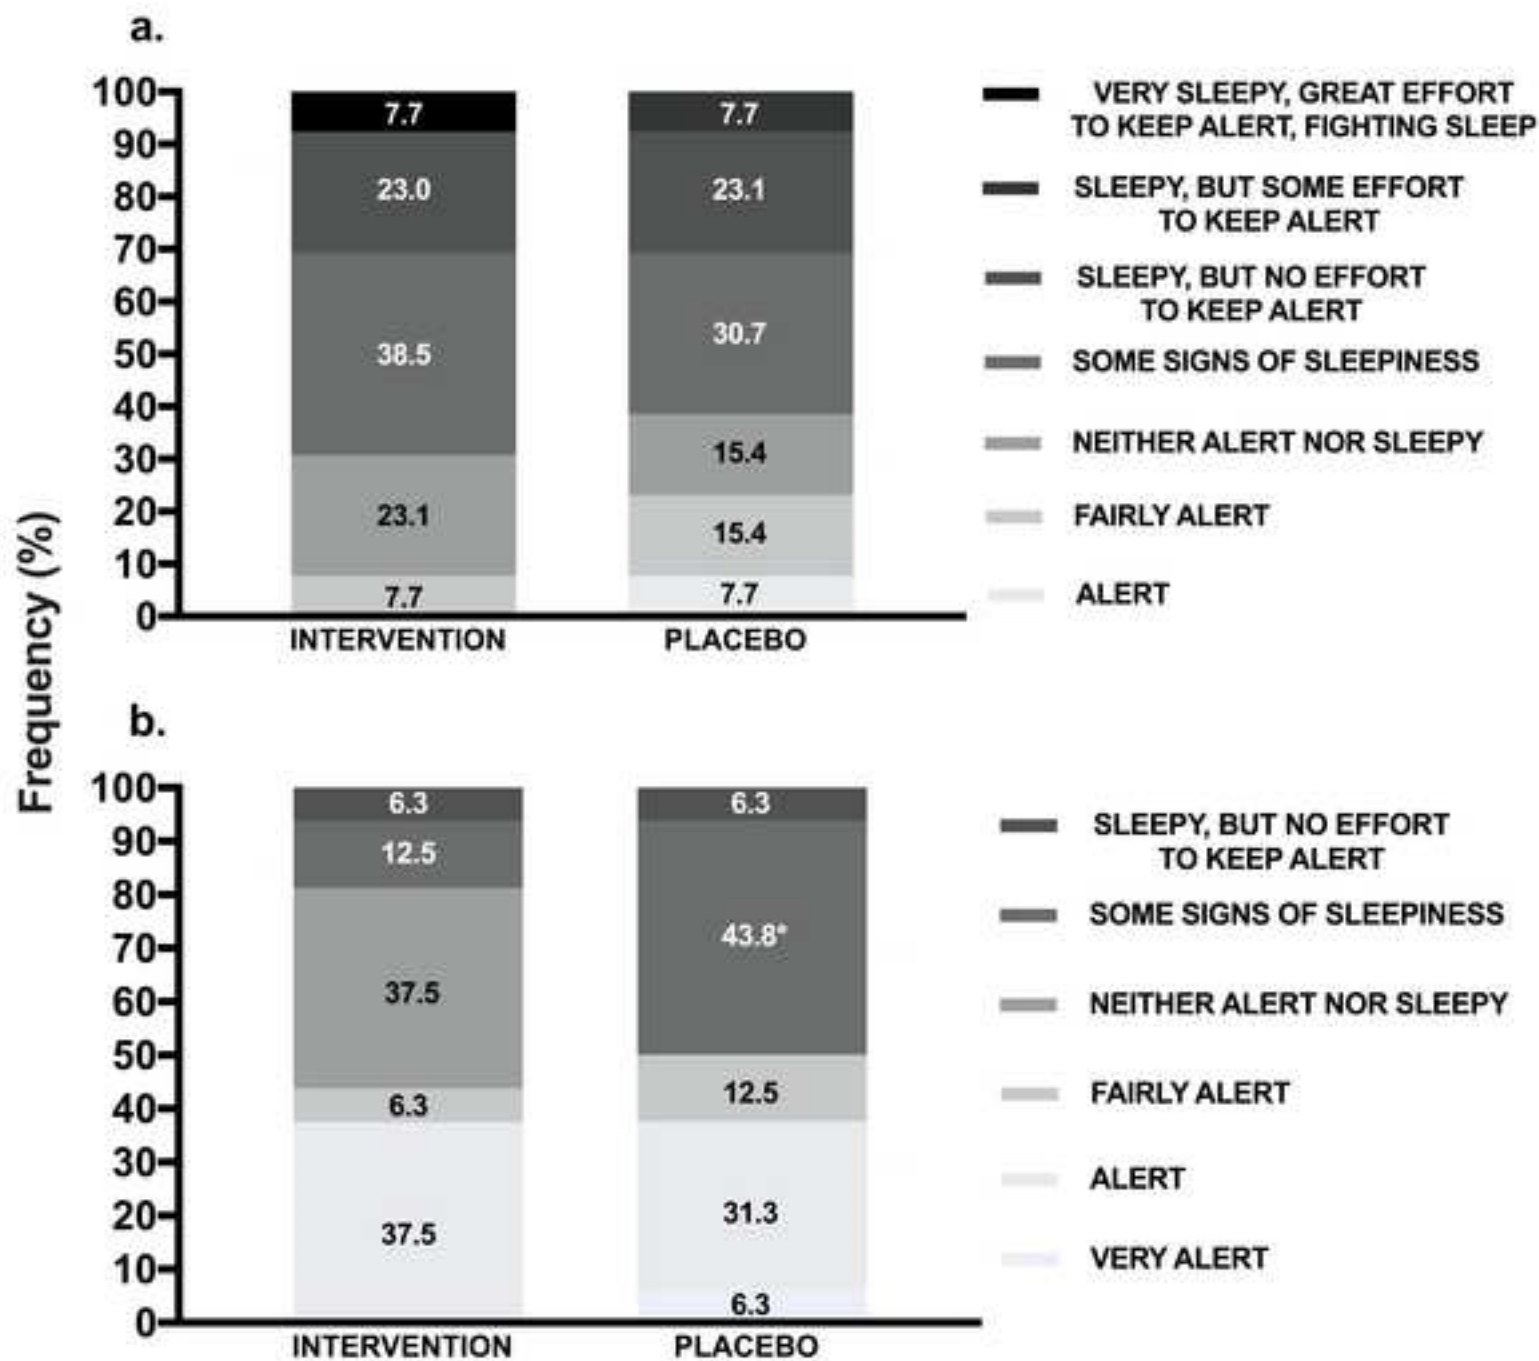 a.
Frequency (%)
100
90
80
70
60
50
40
30
20
10
0
7.7
23.0
38.5
23.1
7.7
INTERVENTION
7.7
23.1
30.7
15.4
15.4
7.7
PLACEBO
VERY SLEEPY, GREAT EFFORT
TO KEEP ALERT, FIGHTING SLEEP
SLEEPY, BUT SOME EFFORT
TO KEEP ALERT
SLEEPY, BUT NO EFFORT
TO KEEP ALERT
SOME SIGNS OF SLEEPINESS
NEITHER ALERT NOR SLEEPY
FAIRLY ALERT
ALERT
b.
100
90
80
70
60
50
40
30
20
10
0
6.3
12.5
37.5
6.3
37.5
INTERVENTION
6.3
43.8*
12.5
31.3
6.3
PLACEBO
SLEEPY, BUT NO EFFORT
TO KEEP ALERT
SOME SIGNS OF SLEEPINESS
NEITHER ALERT NOR SLEEPY
FAIRLY ALERT
ALERT
VERY ALERT